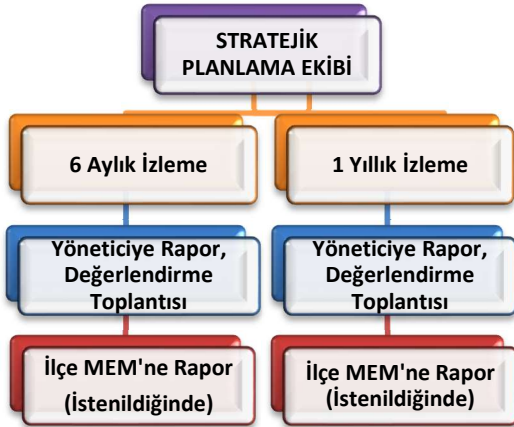 STRATEJİK
PLANLAMA EKİBİ
6 Aylık İzleme
1 Yıllık İzleme
Yöneticiye Rapor,
Değerlendirme
Toplantısı
Yöneticiye Rapor,
Değerlendirme
Toplantısı
İlçe MEM'ne Rapor
(İstenildiğinde)
İlçe MEM'ne Rapor
(İstenildiğinde)